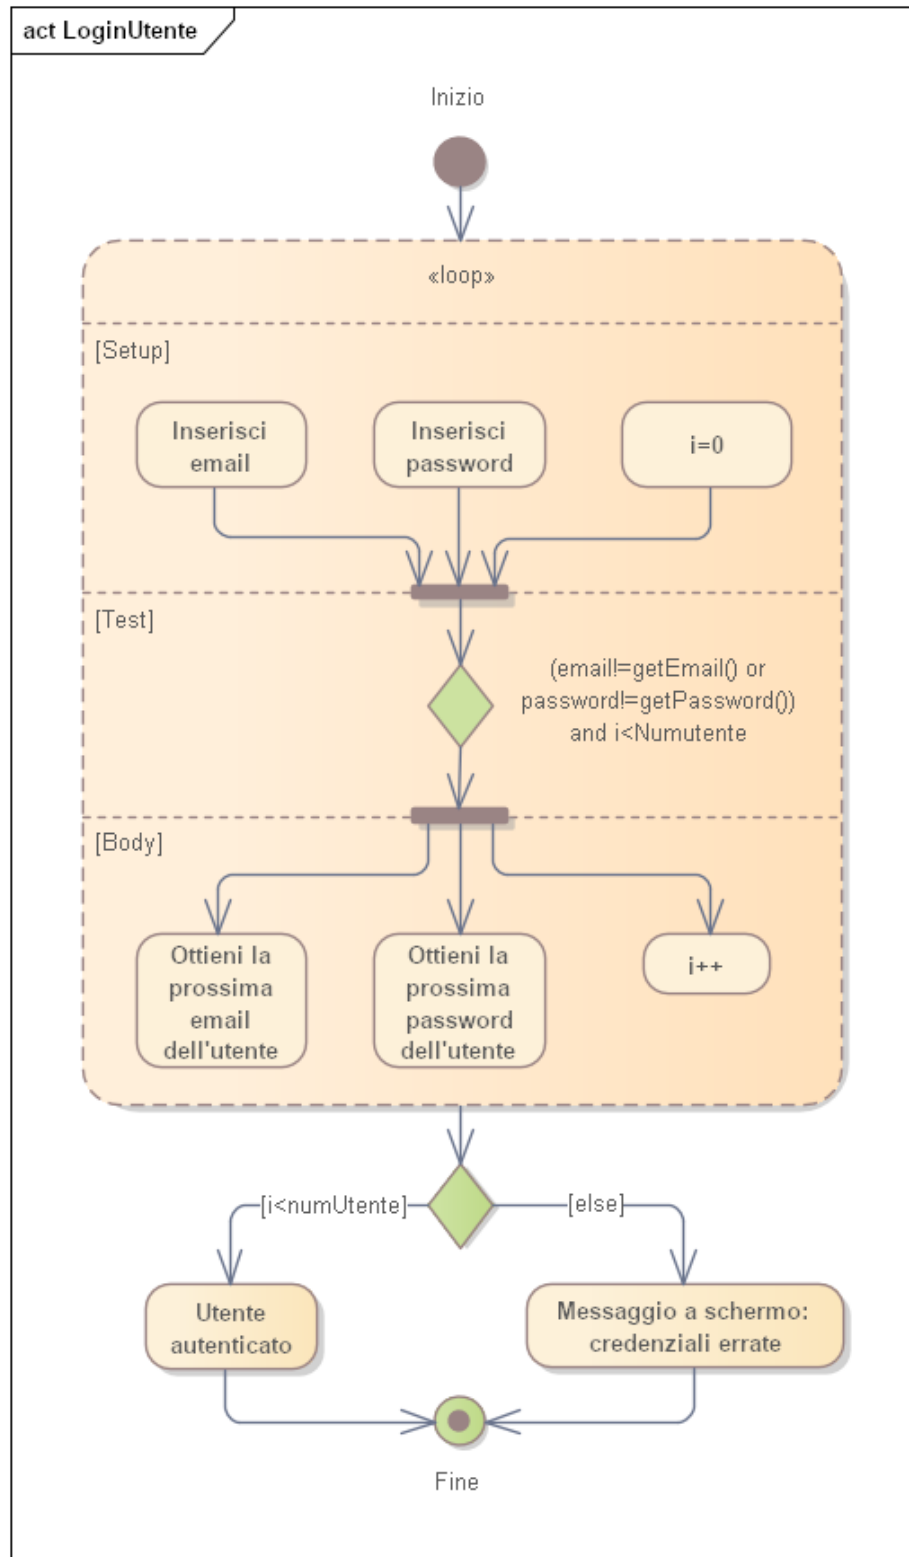 act LoginUtente
Inizio
«loop»
[Setup]
Inserisci
email
Inserisci
password
i=0
[Test]
(email!=getEmail() or
password!=getPassword())
and i<Numutente
[Body]
Ottieni la
prossima
email
dell'utente
Ottieni la
prossima
password
dell'utente
i++
[i<numUtente]
[else]
Utente
autenticato
Messaggio a schermo:
credenziali errate
Fine